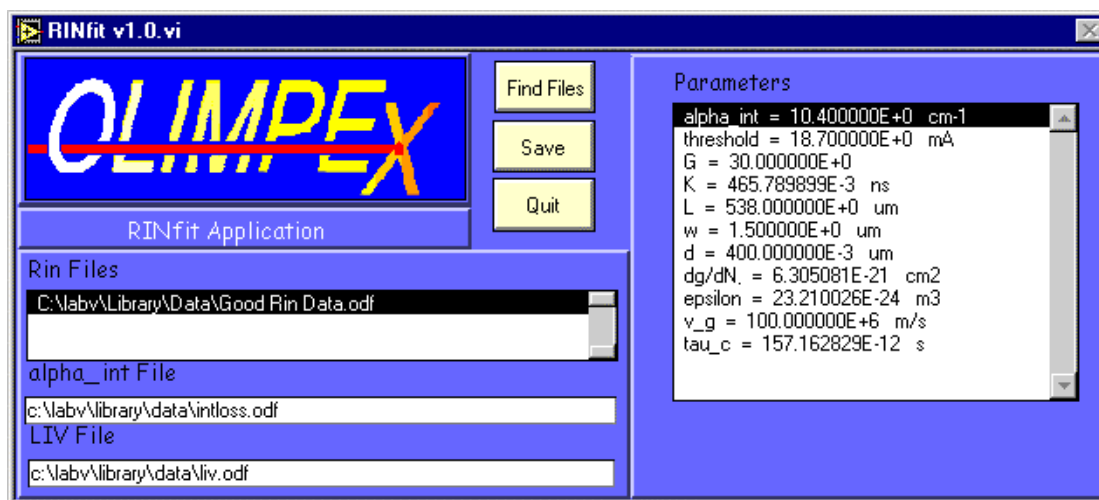 RINfit v1.0.vi
OLIMPEX
RINfit Application
Find Files
Save
Quit
Rin Files
C:\labv\Library\Data\Good Rin Data.odf
alpha_int File
c:\labv\library\data\intloss.odf
LIV File
c:\labv\library\data\liv.odf
Parameters
alpha_int = 10.400000E+0 cm-1
threshold = 18.700000E+0 mA
G = 30.000000E+0
K = 465.789899E-3 ns
L = 538.000000E+0 um
w = 1.500000E+0 um
d = 400.000000E-3 um
dg/dN, = 6.305081E-21 cm2
epsilon = 23.210026E-24 m3
v_g = 100.000000E+6 m/s
tau_c = 157.162829E-12 s